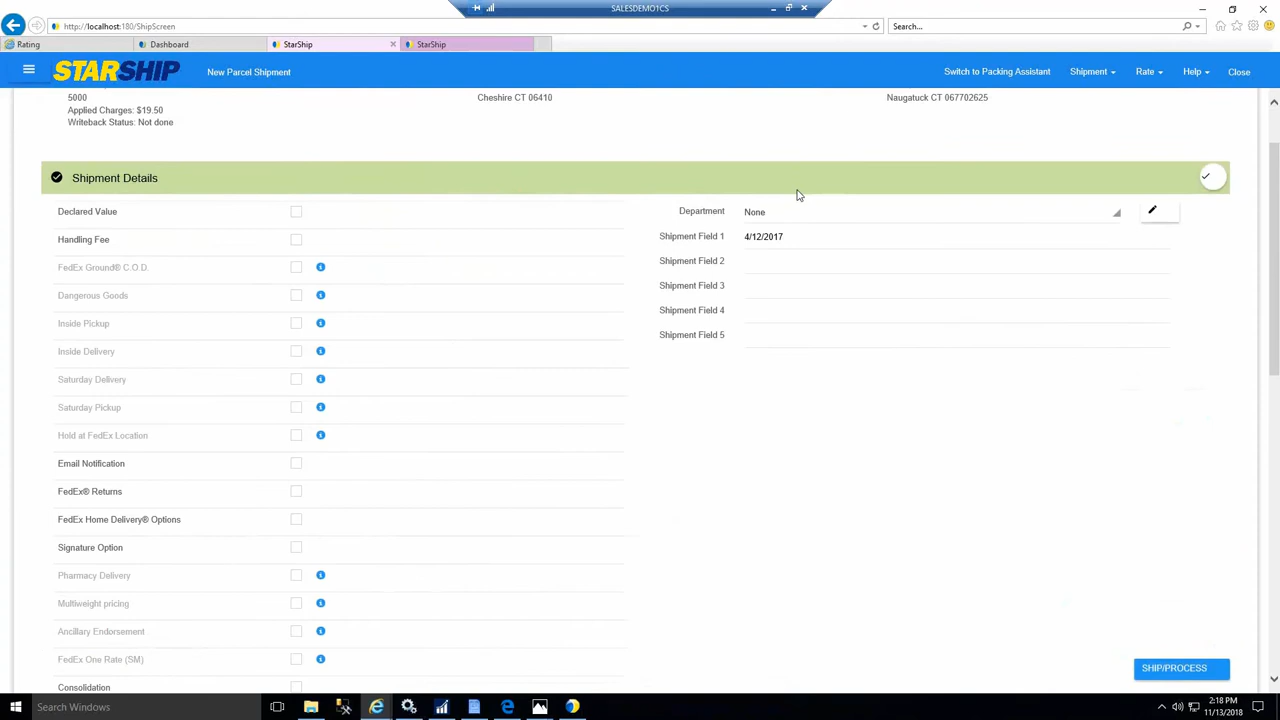 SALESDEMO1CS
http://localhost:180/ShipScreen
Search...
Rating
Dashboard
StarShip
StarShip
STARSHIP
New Parcel Shipment
Switch to Packing Assistant
Shipment
Rate
Help
Close
5000
Applied Charges: $19.50
Writeback Status: Not done
Cheshire CT 06410
Naugatuck CT 067702625
Shipment Details
Declared Value
Handling Fee
FedEx Ground® C.O.D.
Dangerous Goods
Inside Pickup
Inside Delivery
Saturday Delivery
Saturday Pickup
Hold at FedEx Location
Email Notification
FedEx® Returns
FedEx Home Delivery® Options
Signature Option
Pharmacy Delivery
Multiweight pricing
Ancillary Endorsement
FedEx One Rate (SM)
Consolidation
Department None
Shipment Field 1 4/12/2017
Shipment Field 2
Shipment Field 3
Shipment Field 4
Shipment Field 5
SHIP/PROCESS
Search Windows
2:18 PM
11/13/2018